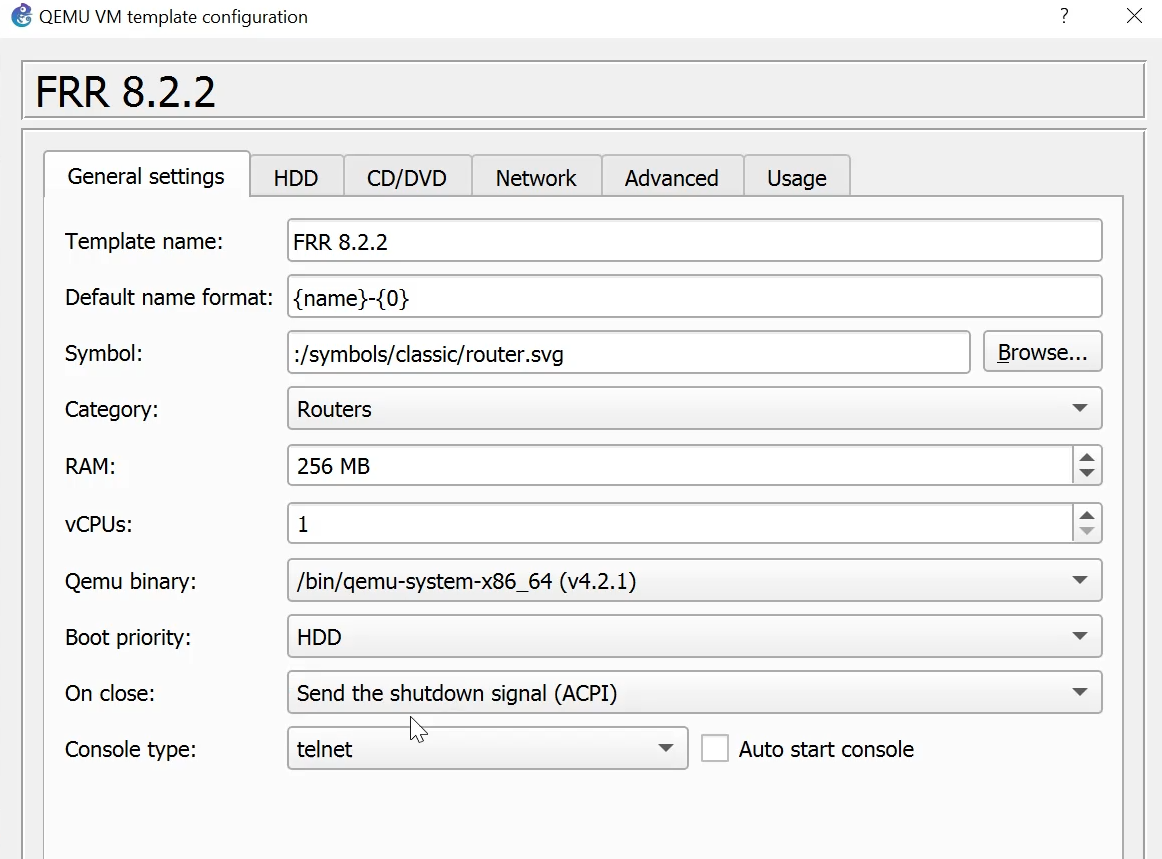 QEMU VM template configuration ?
FRR 8.2.2
General settings HDD CD/DVD Network Advanced Usage
Template name: FRR 8.2.2
Default name format: {name}-{0}
Symbol: :/symbols/classic/router.svg Browse...
Category: Routers
RAM: 256 MB
vCPUs: 1
Qemu binary: /bin/qemu-system-x86_64 (v4.2.1)
Boot priority: HDD
On close: Send the shutdown signal (ACPI)
Console type: telnet Auto start console